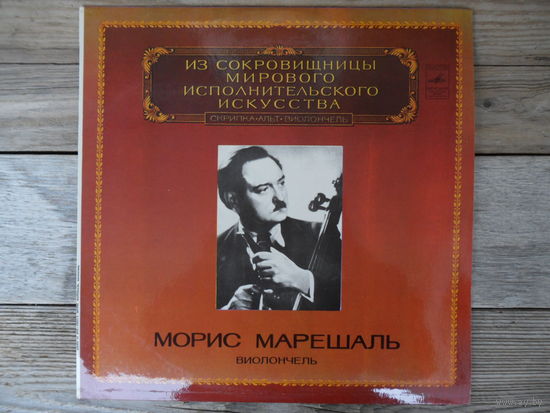 ИЗ СОКРОВИЩНИЦЫ
МИРОВОГО
ИСПОЛНИТЕЛЬСКОГО
ИСКУССТВА
СКРИПКА•АЛЬТ•ВИОЛОНЧЕЛЬ
МОРИС МАРЕШАЛЬ
ВИОЛОНЧЕЛЬ